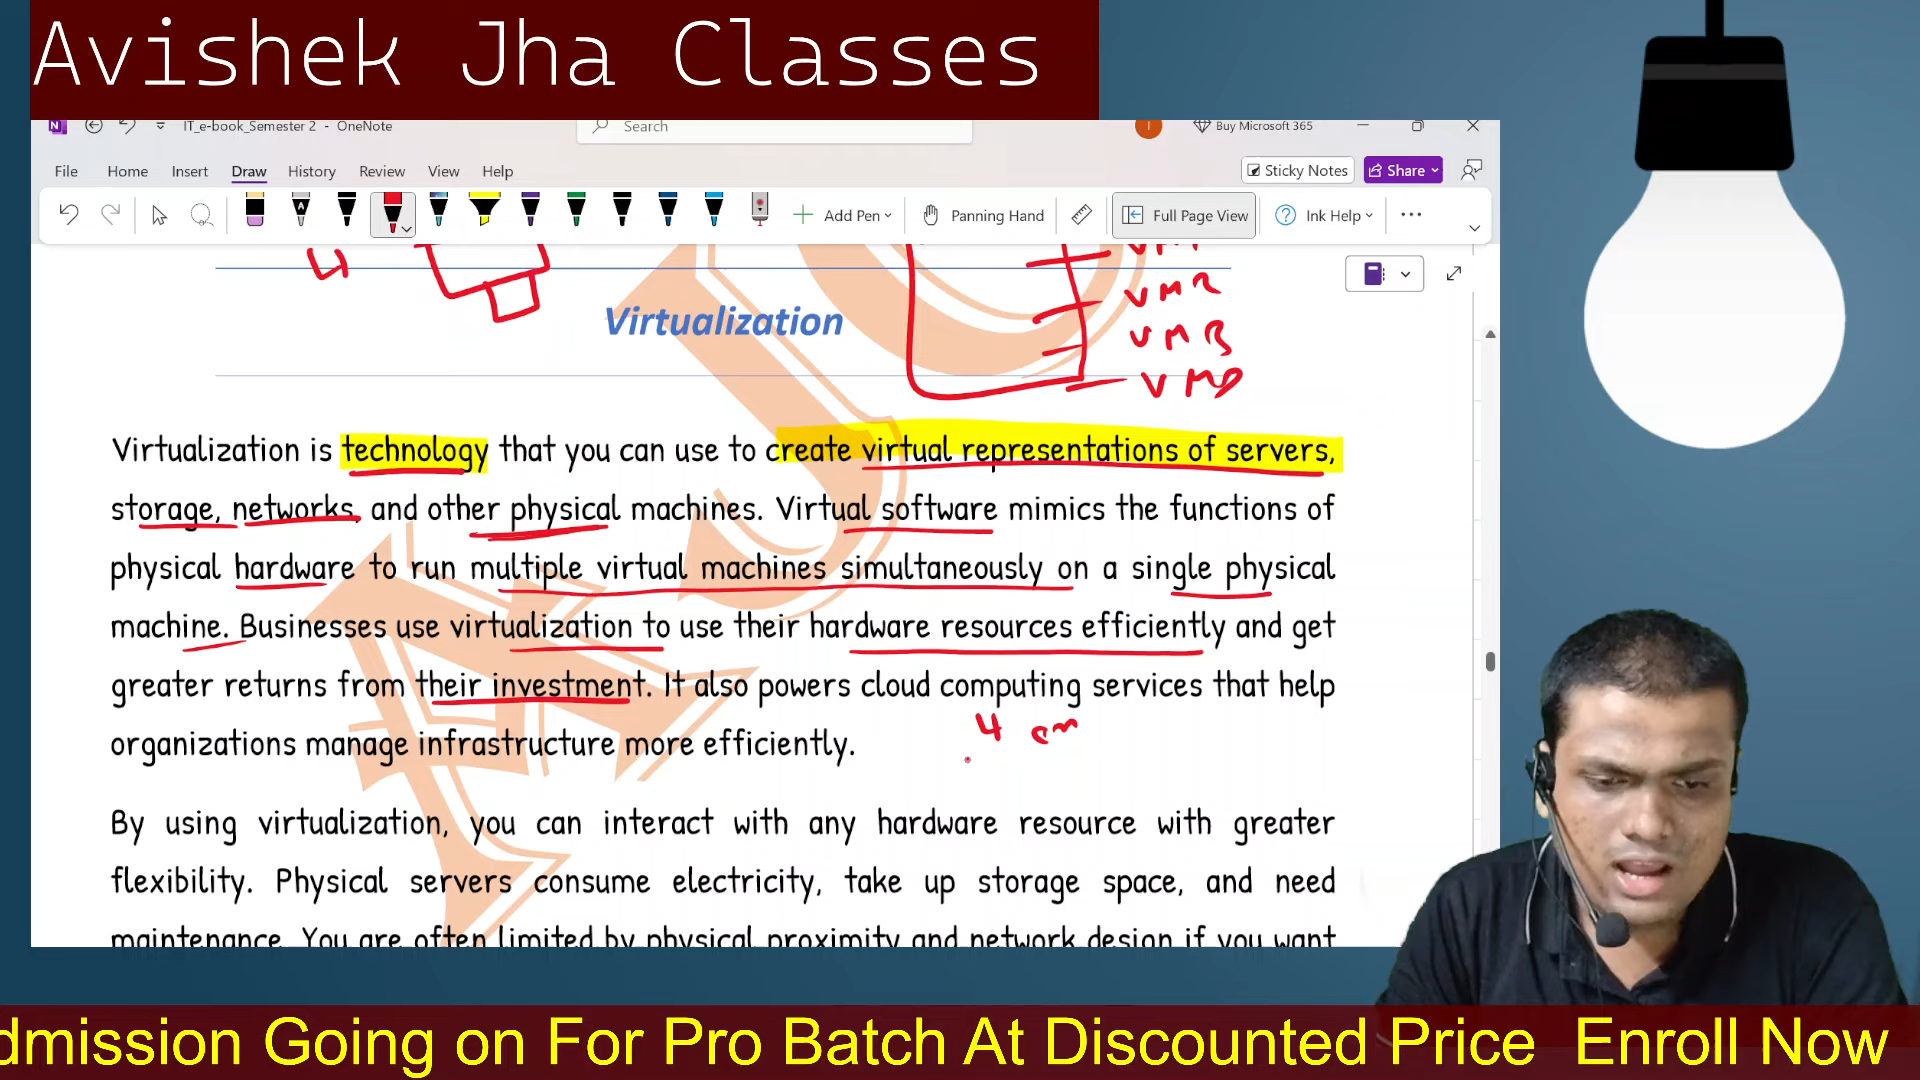 Avishek Jha Classes
IT_e-book_Semester 2 - OneNote
Search
Buy Microsoft 365
File Home Insert Draw History Review View Help
Sticky Notes
Share
Add Pen
Panning Hand
Full Page View
Ink Help
4
VM
Virtualization
VM
VM
VM
Virtualization is technology that you can use to create virtual representations of servers,
storage, networks, and other physical machines. Virtual software mimics the functions of
physical hardware to run multiple virtual machines simultaneously on a single physical
machine. Businesses use virtualization to use their hardware resources efficiently and get
greater returns from their investment. It also powers cloud computing services that help
4
organizations manage infrastructure more efficiently.
By using virtualization, you can interact with any hardware resource with greater
flexibility. Physical servers consume electricity, take up storage space, and need
maintenance. You are often limited by physical proximity and network design if you want
dmission Going on For Pro Batch At Discounted Price Enroll Now